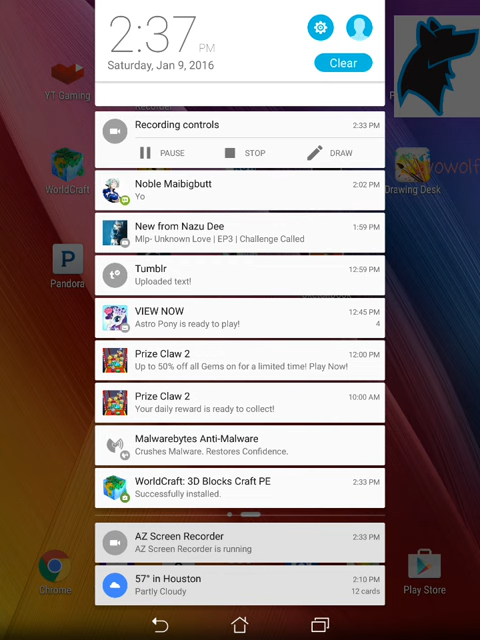 2:37 PM
Saturday, Jan 9, 2016
Clear
YT Gaming
Recording controls
2:33 PM
PAUSE
STOP
DRAW
WorldCraft
Noble Maibigbutt
2:02 PM
Yo
yowolf
Drawing Desk
New from Nazu Dee
1:59 PM
Mlp- Unknown Love | EP3 | Challenge Called
Pandora
Tumblr
12:59 PM
Uploaded text!
VIEW NOW
12:45 PM
Astro Pony is ready to play!
4
Prize Claw 2
12:00 PM
Up to 50% off all Gems on for a limited time! Play Now!
Prize Claw 2
10:00 AM
Your daily reward is ready to collect!
Malwarebytes Anti-Malware
Crushes Malware. Restores Confidence.
WorldCraft: 3D Blocks Craft PE
2:33 PM
Successfully installed.
AZ Screen Recorder
2:33 PM
AZ Screen Recorder is running
57° in Houston
2:10 PM
Partly Cloudy
12 cards
Chrome
Play Store